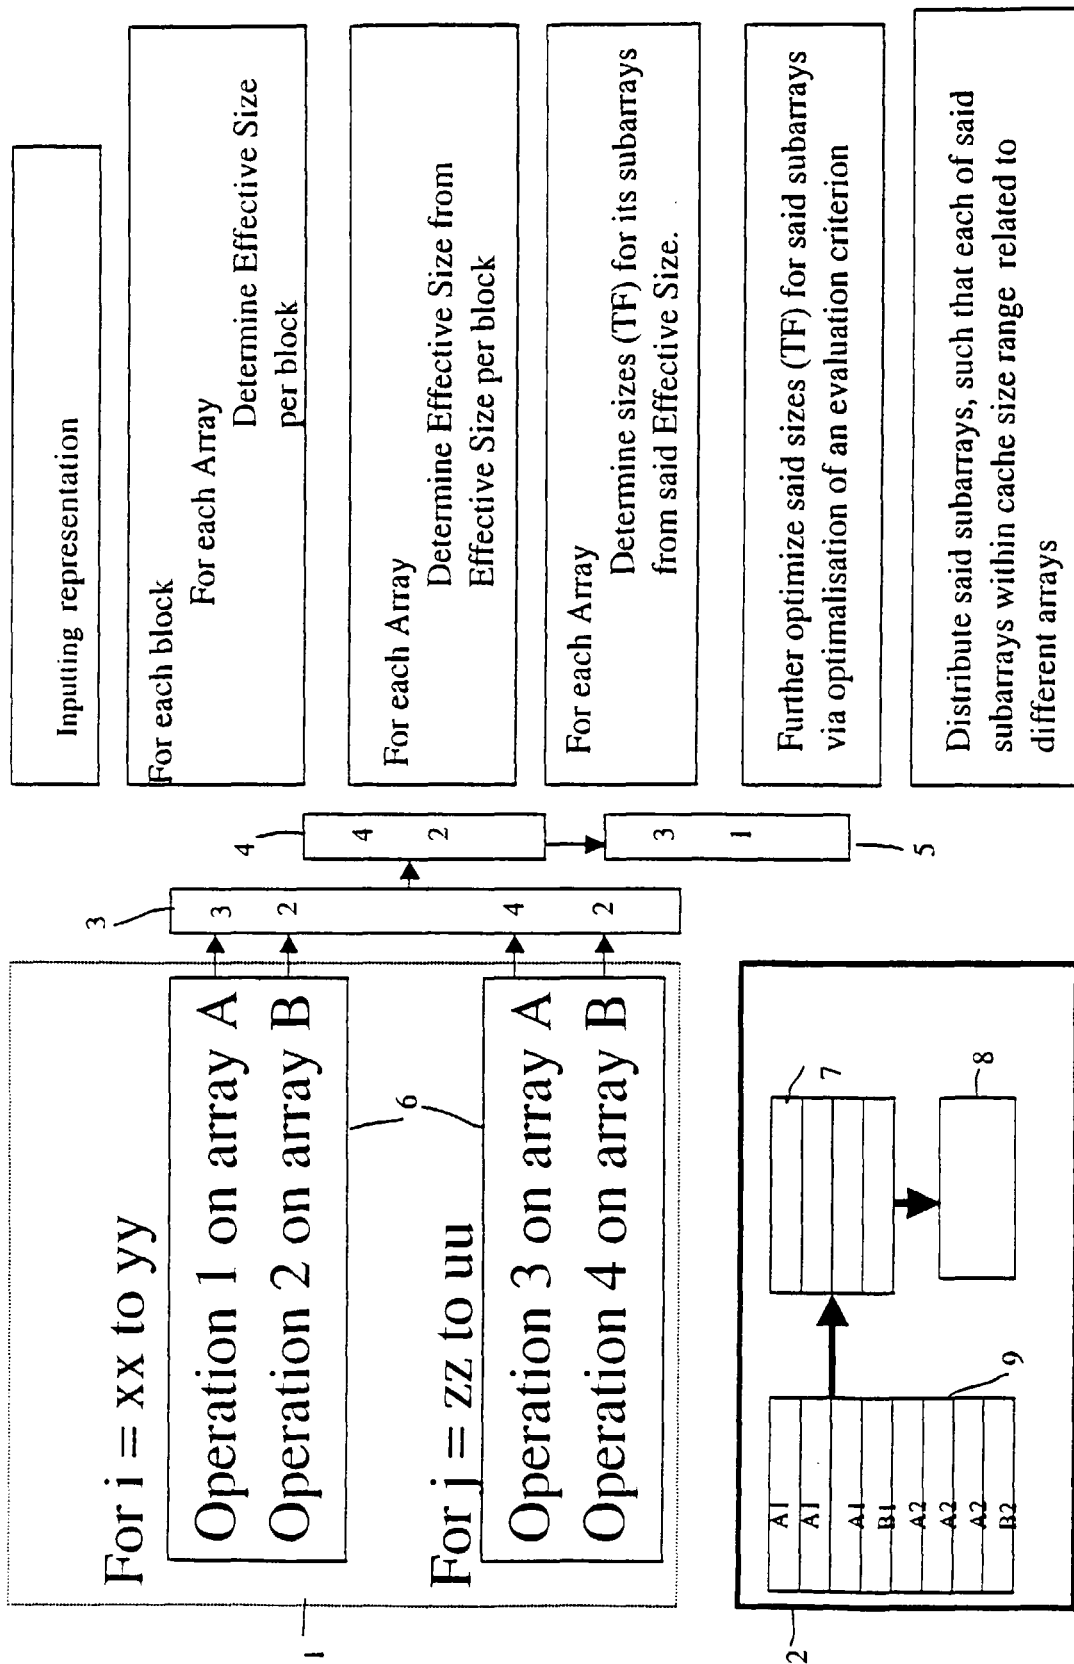 Inputting representation
For each block
For each Array
Determine Effective Size
per block
For each Array
Determine Effective Size from
Effective Size per block
For each Array
Determine sizes (TF) for its subarrays
from said Effective Size.
Further optimize said sizes (TF) for said subarrays
via optimalisation of an evaluation criterion
Distribute said subarrays, such that each of said
subarrays within cache size range related to
different arrays
3
4
3
2
4
2
4
2
3
1
5
For i = xx to yy
Operation 1 on array A
Operation 2 on array B
6
For j = zz to uu
Operation 3 on array A
Operation 4 on array B
1
2
A1
A1
A1
B1
A2
A2
A2
B2
9
7
8